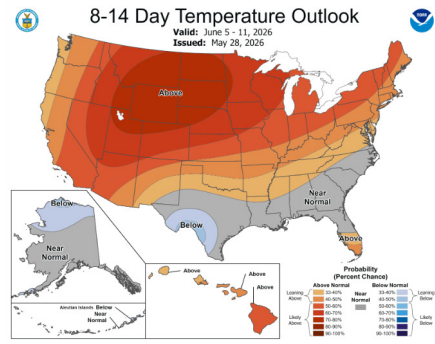 8-14 Day Temperature Outlook
Valid: June 5 - 11, 2026
Issued: May 28, 2026
Above
Near
Normal
Below
Above
Below
Near
Normal
Aleutian Islands Below
Near
Normal
Above
Above
Above
Probability
(Percent Chance)
Above Normal Below Normal
Leaning
Above
Likely
Above
33-40%
40-50%
50-60%
60-70%
70-80%
80-90%
90-100%
Near
Normal
33-40%
40-50%
50-60%
60-70%
70-80%
80-90%
90-100%
Leaning
Below
Likely
Below